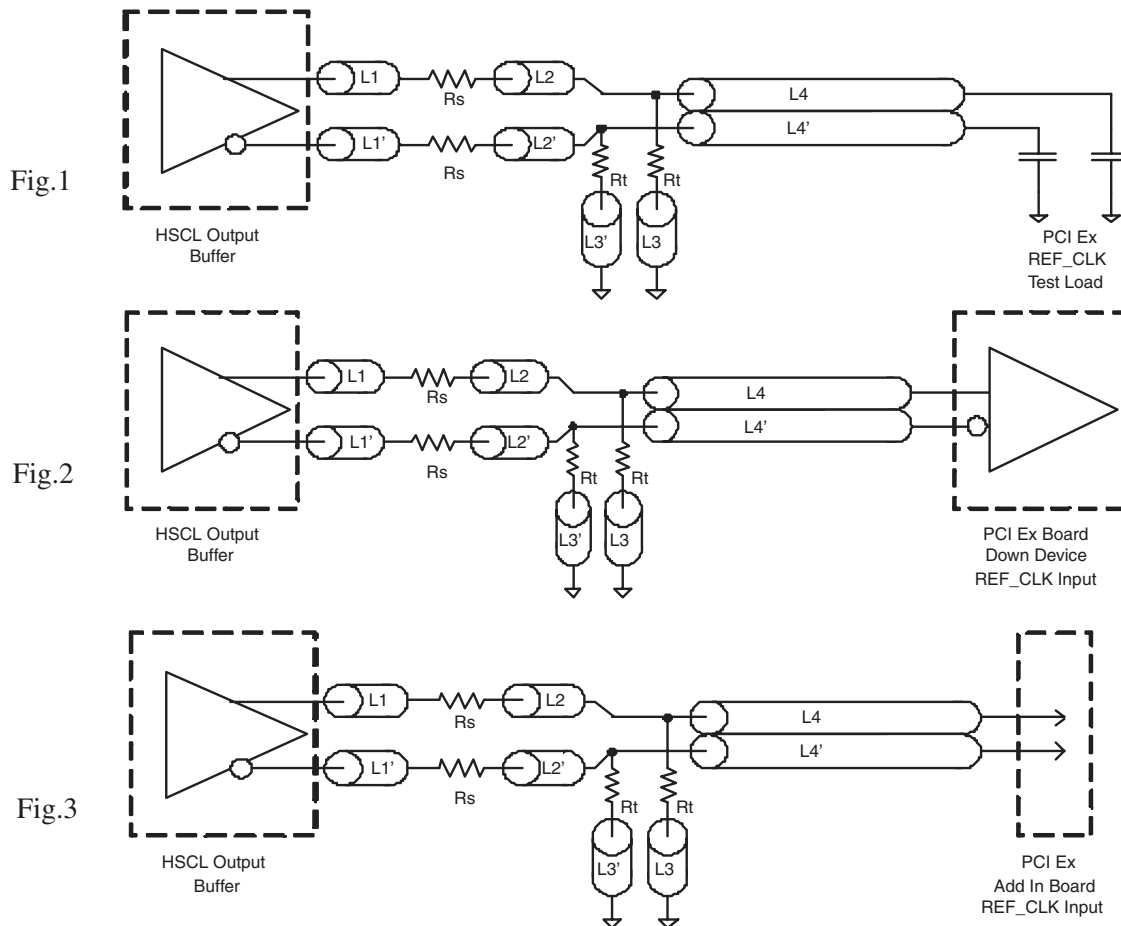 L1
Rs
L2
L4
L1'
Rs
L2'
L4'
Rt
Rt
L3'
L3
Fig.1
HSCL Output
Buffer
PCI Ex
REF_CLK
Test Load
L1
Rs
L2
L4
L1'
Rs
L2'
L4'
Rt
Rt
L3'
L3
Fig.2
HSCL Output
Buffer
PCI Ex Board
Down Device
REF_CLK Input
L1
Rs
L2
L4
L1'
Rs
L2'
L4'
Rt
Rt
L3'
L3
Fig.3
HSCL Output
Buffer
PCI Ex
Add In Board
REF_CLK Input